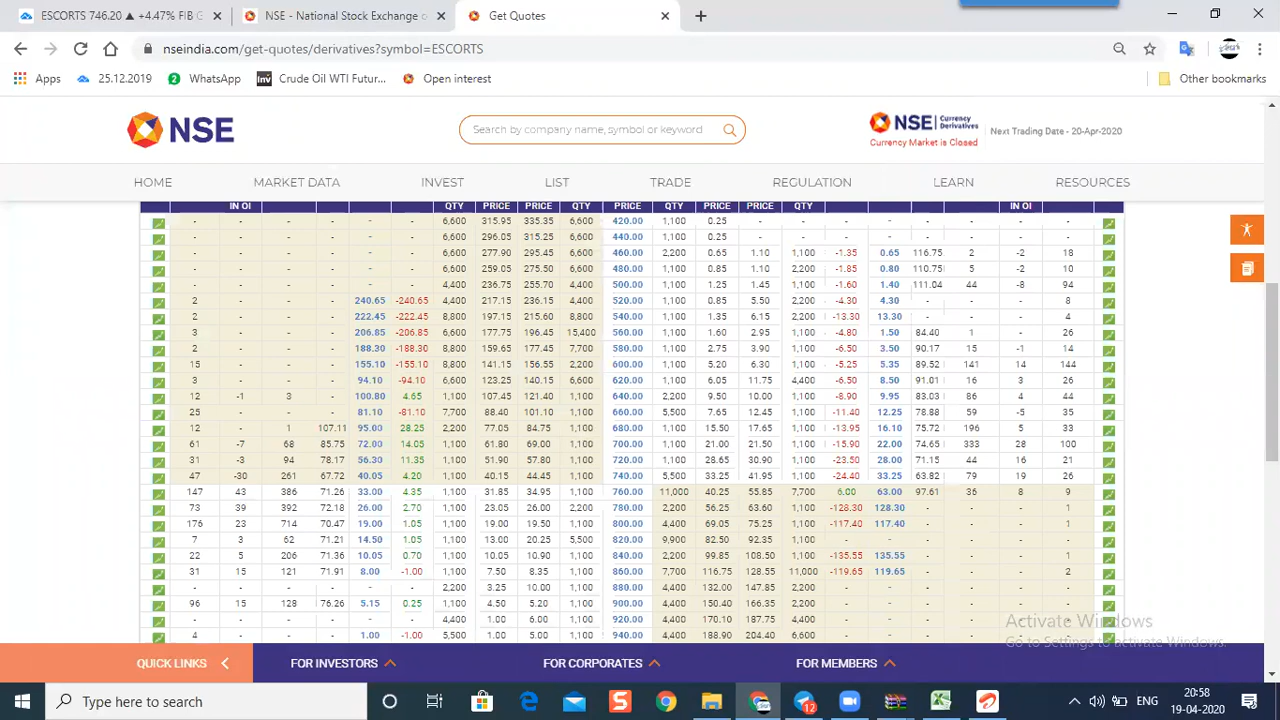 ESCORTS 746.20 ▲ +4.47% FIB G
NSE - National Stock Exchange o
Get Quotes
nseindia.com/get-quotes/derivatives?symbol=ESCORTS
Apps 25.12.2019 WhatsApp Crude Oil WTI Futur... Open interest Other bookmarks
NSE
Search by company name, symbol or keyword
NSE Currency Derivatives
Currency Market is Closed
Next Trading Date - 20-Apr-2020
HOME MARKET DATA INVEST LIST TRADE REGULATION LEARN RESOURCES
IN OI QTY PRICE PRICE QTY PRICE QTY PRICE PRICE QTY IN OI
- - - - - - 6,600 315.95 335.35 6,600 420.00 1,100 0.25 - - - - - - - -
- - - - - - 6,600 296.05 315.25 6,600 440.00 1,100 0.25 - - - - - - - -
- - - - - - 6,600 277.90 295.45 6,600 460.00 2,200 0.65 1.10 1,100 -1.35 0.65 116.75 2 -2 18
- - - - - - 6,600 259.05 275.50 6,600 480.00 1,100 0.85 1.10 2,200 -1.85 0.80 110.75 5 -2 10
- - - - - - 4,400 236.75 255.70 4,400 500.00 1,100 1.25 1.45 1,100 -1.60 1.40 111.04 44 -8 94
2 - - - 240.65 -240.65 4,400 217.15 236.15 4,400 520.00 1,100 0.85 5.50 2,200 -4.30 4.30 - - - 8
2 - - - 222.45 -222.45 8,800 197.15 215.60 8,800 540.00 1,100 1.35 6.15 2,200 -13.30 13.30 - - - 4
3 - - - 206.85 -206.85 6,600 177.75 196.45 15,400 560.00 1,100 1.60 2.95 1,100 -4.80 1.50 84.40 1 - 26
2 - - - 188.30 -188.30 8,800 159.65 177.45 7,700 580.00 1,100 2.75 3.90 1,100 -6.50 3.50 90.17 15 -1 14
15 - - - 155.10 -155.10 8,800 141.15 156.55 2,200 600.00 1,100 5.20 6.30 1,100 -5.25 5.35 89.52 141 14 144
3 - - - 94.10 -94.10 6,600 123.25 140.15 6,600 620.00 1,100 6.05 11.75 4,400 -6.50 8.50 91.01 16 3 26
12 -1 3 - 100.80 4.65 1,100 107.45 121.40 1,100 640.00 2,200 9.50 10.00 1,100 -8.90 9.95 83.03 86 4 44
25 - - - 81.10 -81.10 7,700 88.40 101.10 1,100 660.00 5,500 7.65 12.45 1,100 -11.40 12.25 78.88 59 -5 35
12 - 1 107.11 95.00 28.25 2,200 77.05 84.75 1,100 680.00 1,100 15.50 17.65 1,100 -13.95 16.10 75.72 196 5 33
61 -7 68 85.75 72.00 14.05 1,100 61.80 69.00 1,100 700.00 1,100 21.00 21.50 1,100 -15.90 22.00 74.65 333 28 100
31 -3 94 78.17 56.30 11.35 1,100 51.90 57.80 1,100 720.00 1,100 28.65 30.90 1,100 -23.50 28.00 71.15 44 16 21
47 -30 261 67.72 40.05 4.20 1,100 40.15 44.45 1,100 740.00 5,500 33.25 41.95 1,100 -24.40 33.25 63.82 79 19 26
147 43 386 71.26 33.00 4.35 1,100 31.85 34.95 1,100 760.00 11,000 40.25 55.85 7,700 6.00 63.00 97.61 36 8 9
73 39 392 72.18 26.00 2.70 1,100 23.05 26.00 2,200 780.00 2,200 56.25 63.60 1,100 -128.30 128.30 - - - 1
176 23 714 70.47 19.00 1.05 1,100 19.00 19.50 1,100 800.00 4,400 69.05 75.25 1,100 -117.40 117.40 - - - 1
7 3 62 71.21 14.50 1.05 1,100 13.00 20.25 5,500 820.00 9,900 82.50 92.35 1,100 - - - - - -
22 5 206 71.36 10.05 0.70 1,100 10.05 10.90 1,100 840.00 2,200 99.85 108.50 1,100 -135.55 135.55 - - - 1
31 15 121 71.91 8.00 -1.00 1,100 7.50 8.35 1,100 860.00 7,700 116.75 128.55 11,000 -119.65 119.65 - - - 2
- - - - - - 2,200 3.25 10.00 1,100 880.00 4,400 132.00 147.85 2,200 - - - - - -
96 15 128 76.26 5.15 0.25 1,100 4.50 5.20 1,100 900.00 4,400 150.40 166.35 2,200 - - - - - -
- - - - - - 4,400 1.00 6.00 1,100 920.00 4,400 170.10 187.75 4,400 - - - - - -
4 - - - 1.00 -1.00 5,500 1.00 5.00 1,100 940.00 4,400 188.90 204.40 6,600 - - - - - -
Activate Windows
Go to Settings to activate Windows.
QUICK LINKS FOR INVESTORS FOR CORPORATES FOR MEMBERS
Type here to search
12
ENG
20:58
19-04-2020